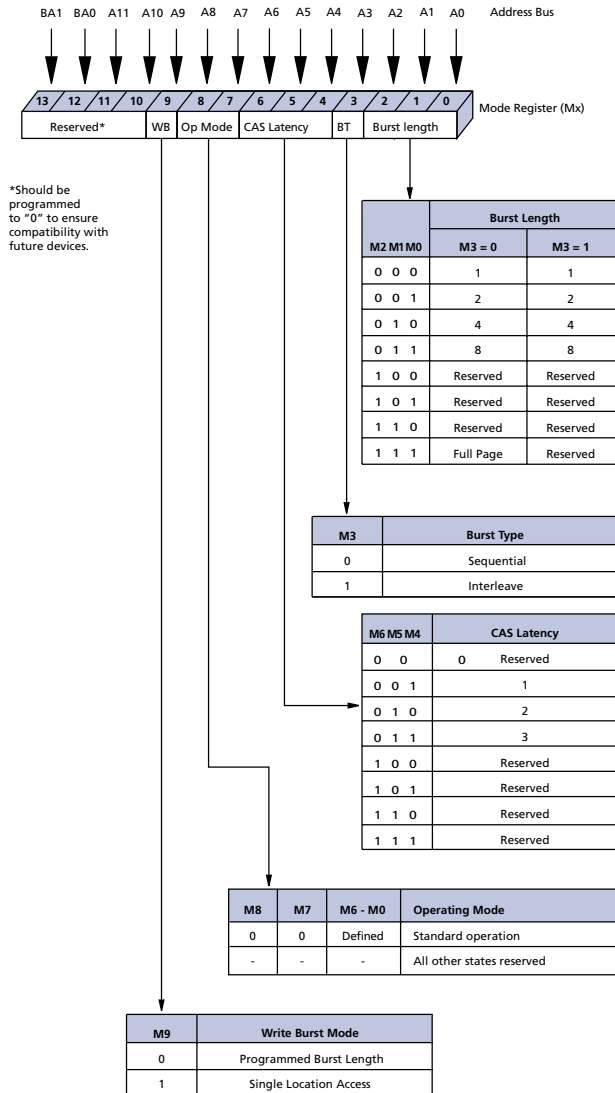 BA1 BA0 A11 A10 A9 A8 A7 A6 A5 A4 A3 A2 A1 A0 Address Bus
13 12 11 10 9 8 7 6 5 4 3 2 1 0
Mode Register (Mx)
Reserved* WB Op Mode CAS Latency BT Burst length
*Should be
programmed
to “0” to ensure
compatibility with
future devices.
Burst Length
M2 M1 M0 M3 = 0 M3 = 1
0 0 0 1 1
0 0 1 2 2
0 1 0 4 4
0 1 1 8 8
1 0 0 Reserved Reserved
1 0 1 Reserved Reserved
1 1 0 Reserved Reserved
1 1 1 Full Page Reserved
M3 Burst Type
0 Sequential
1 Interleave
M6 M5 M4 CAS Latency
0 0 0 Reserved
0 0 1 1
0 1 0 2
0 1 1 3
1 0 0 Reserved
1 0 1 Reserved
1 1 0 Reserved
1 1 1 Reserved
M8 M7 M6 - M0 Operating Mode
0 0 Defined Standard operation
- - - All other states reserved
M9 Write Burst Mode
0 Programmed Burst Length
1 Single Location Access